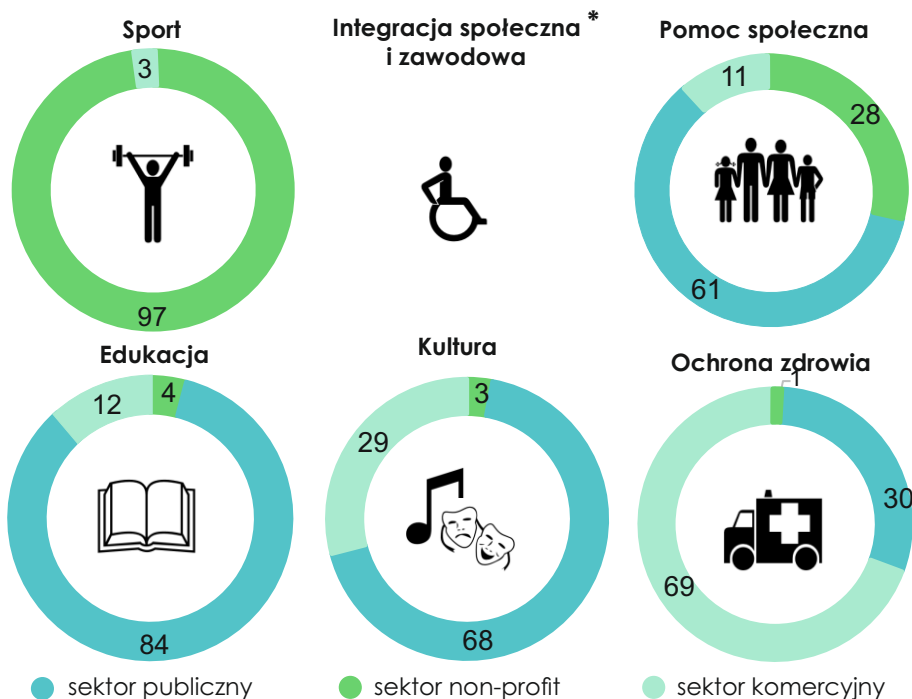 Sport
3
97
Integracja społeczna *
i zawodowa
Pomoc społeczna
11
28
61
Edukacja
12
4
84
Kultura
3
29
68
Ochrona zdrowia
1
30
69
sektor publiczny
sektor non-profit
sektor komercyjny